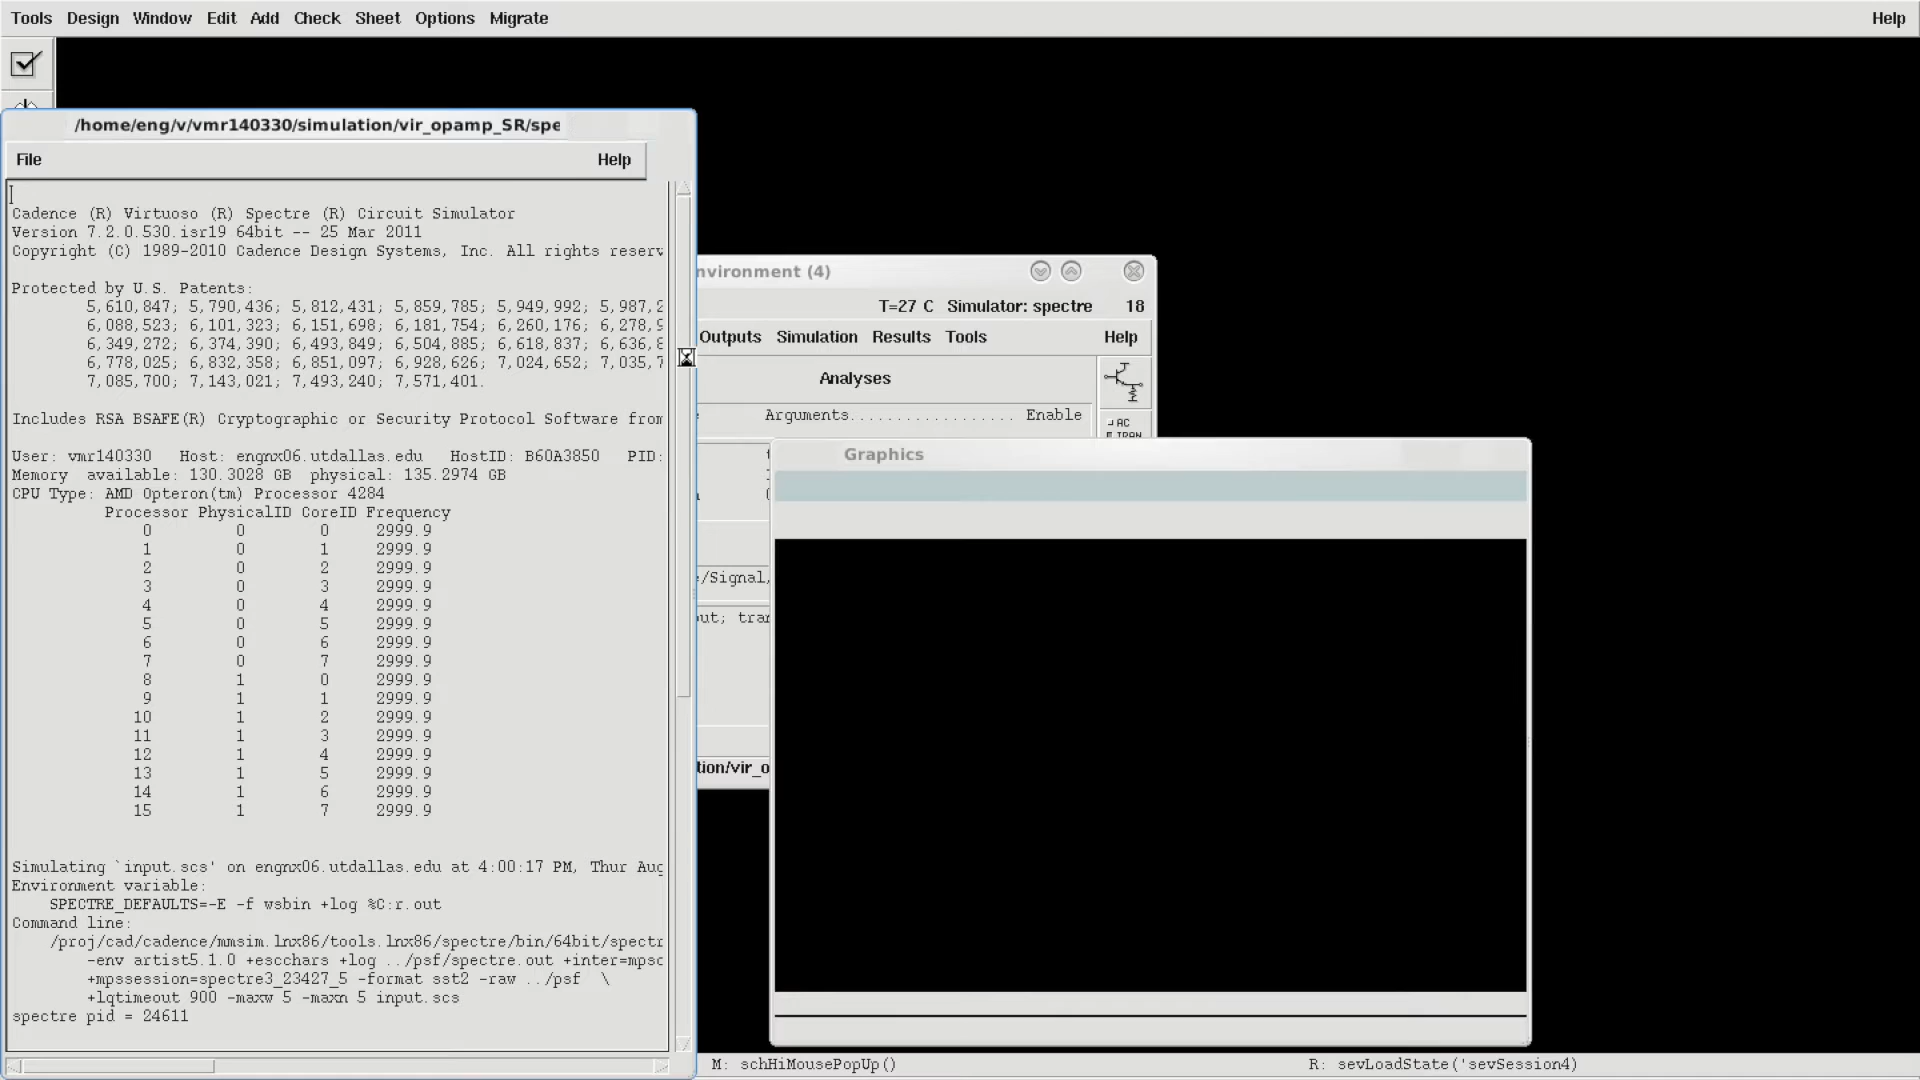 Tools Design Window Edit Add Check Sheet Options Migrate Help
/home/eng/v/vmr140330/simulation/vir_opamp_SR/spe
File Help
Cadence (R) Virtuoso (R) Spectre (R) Circuit Simulator
Version 7.2.0.530.isr19 64bit -- 25 Mar 2011
Copyright (C) 1989-2010 Cadence Design Systems, Inc. All rights reserv
Protected by U.S. Patents:
5,610,847; 5,790,436; 5,812,431; 5,859,785; 5,949,992; 5,987,2
6,088,523; 6,101,323; 6,151,698; 6,181,754; 6,260,176; 6,278,9
6,349,272; 6,374,390; 6,493,849; 6,504,885; 6,618,837; 6,636,8
6,778,025; 6,832,358; 6,851,097; 6,928,626; 7,024,652; 7,035,7
7,085,700; 7,143,021; 7,493,240; 7,571,401.
Includes RSA BSAFE(R) Cryptographic or Security Protocol Software from
User: vmr140330 Host: engnx06.utdallas.edu HostID: B60A3850 PID:
Memory available: 130.3028 GB physical: 135.2974 GB
CPU Type: AMD Opteron(tm) Processor 4284
Processor PhysicalID CoreID Frequency
0 0 0 2999.9
1 0 1 2999.9
2 0 2 2999.9
3 0 3 2999.9
4 0 4 2999.9
5 0 5 2999.9
6 0 6 2999.9
7 0 7 2999.9
8 1 0 2999.9
9 1 1 2999.9
10 1 2 2999.9
11 1 3 2999.9
12 1 4 2999.9
13 1 5 2999.9
14 1 6 2999.9
15 1 7 2999.9
Simulating `input.scs' on engnx06.utdallas.edu at 4:00:17 PM, Thur Aug
Environment variable:
SPECTRE_DEFAULTS=-E -f wsbin +log %C:r.out
Command line:
/proj/cad/cadence/mmsim.lnx86/tools.lnx86/spectre/bin/64bit/spectr
-env artist5.1.0 +escchars +log ../psf/spectre.out +inter=mpsc
+mpssession=spectre3_23427_5 -format sst2 -raw ../psf \
+lqtimeout 900 -maxw 5 -maxn 5 input.scs
spectre pid = 24611
nvironment (4)
T=27 C Simulator: spectre 18
Outputs Simulation Results Tools Help
Analyses
Arguments.................. Enable
AC
TRAN
/Signal,
ut; tran
tion/vir_o
Graphics
M: schHiMousePopUp() R: sevLoadState('sevSession4)